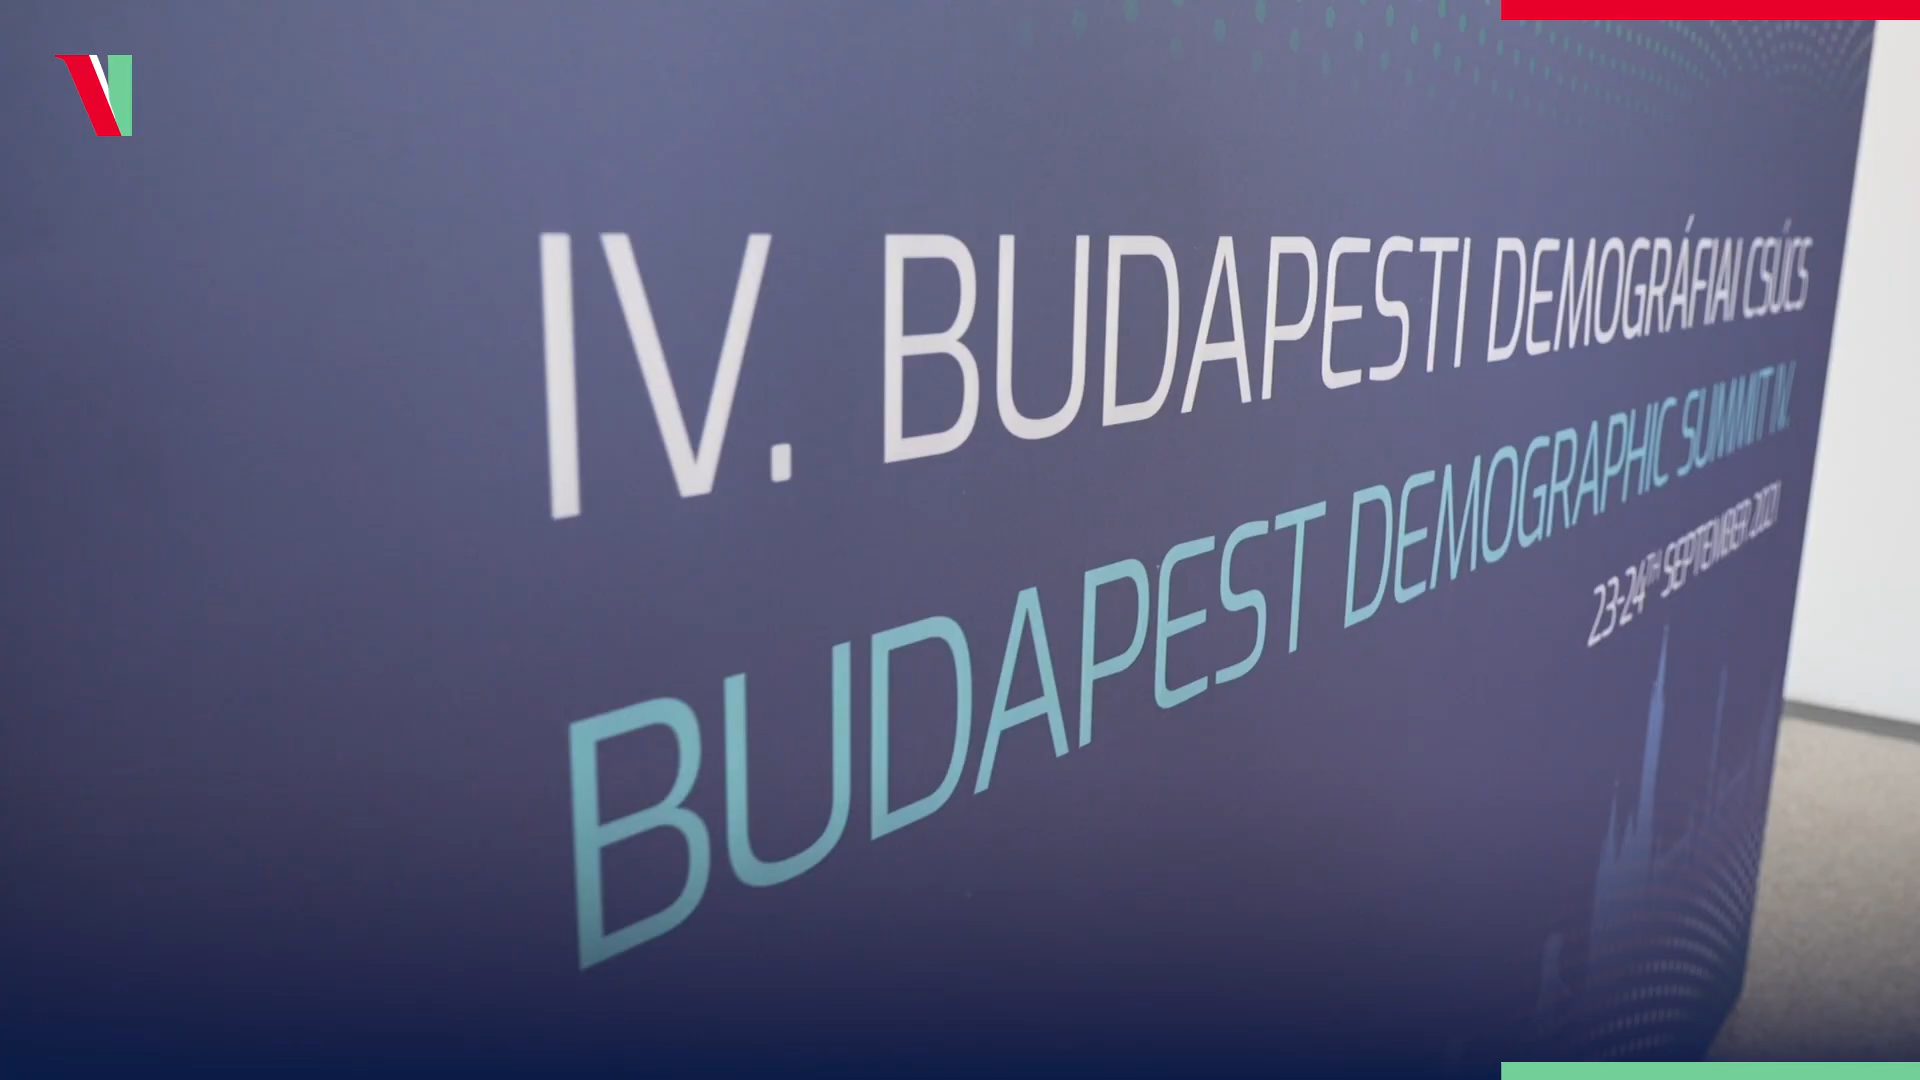 IV. BUDAPESTI DEMOGRÁFIAI CSÚCS
BUDAPEST DEMOGRAPHIC SUMMIT IV.
23-24TH SEPTEMBER 2021